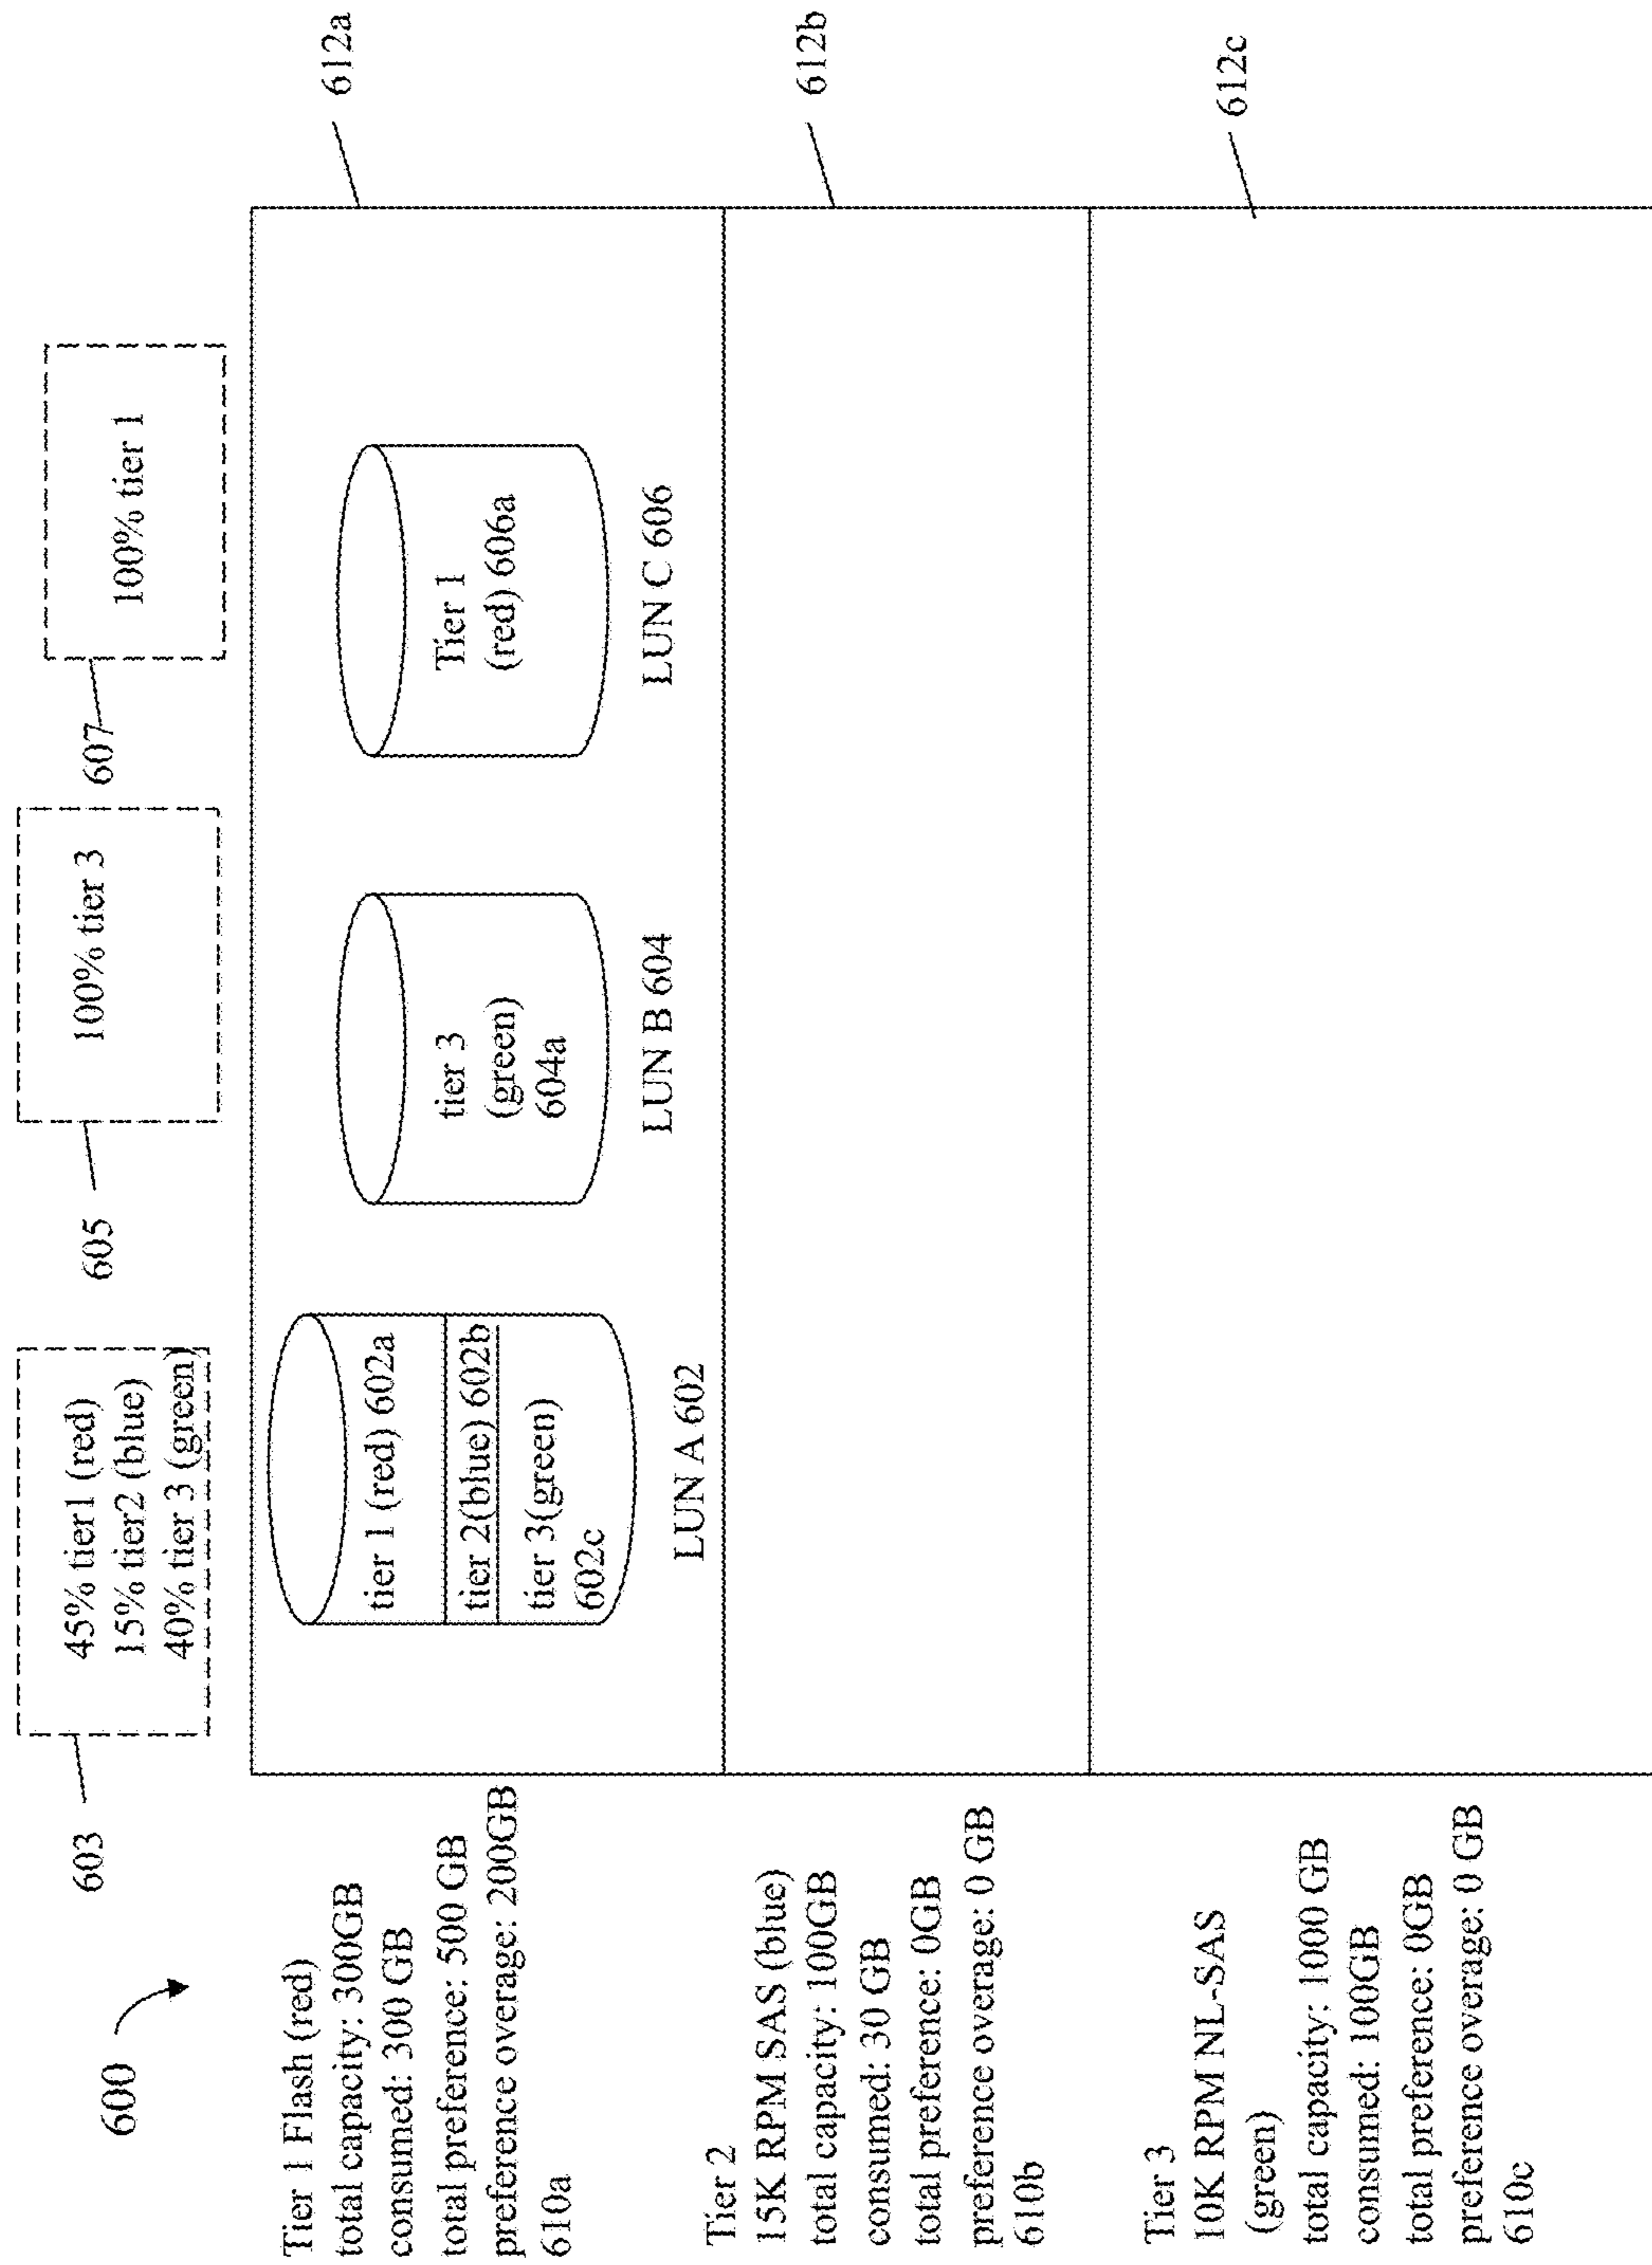 600
603
45% tier1 (red)
15% tier2 (blue)
40% tier 3 (green)
605
100% tier 3
607
100% tier 1
Tier 1 Flash (red)
total capacity: 300GB
consumed: 300 GB
total preference: 500 GB
preference overage: 200GB
610a
tier 1 (red) 602a
tier 2(blue) 602b
tier 3(green)
602c
LUN A 602
tier 3
(green)
604a
LUN B 604
Tier 1
(red) 606a
LUN C 606
612a
Tier 2
15K RPM SAS (blue)
total capacity: 100GB
consumed: 30 GB
total preference: 0GB
preference overage: 0 GB
610b
612b
Tier 3
10K RPM NL-SAS
(green)
total capacity: 1000 GB
consumed: 100GB
total preference: 0GB
preference overage: 0 GB
610c
612c